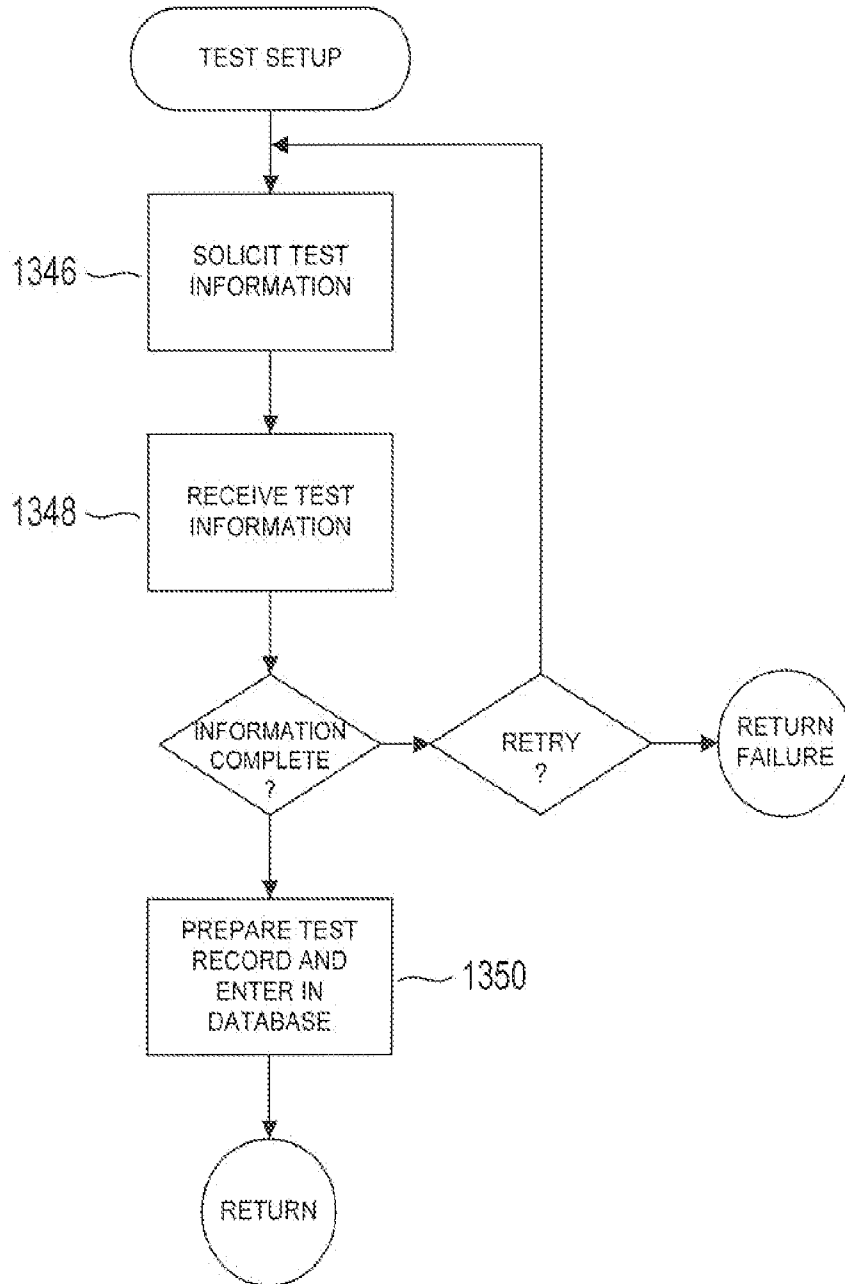 TEST SETUP
1346
SOLICIT TEST
INFORMATION
1348
RECEIVE TEST
INFORMATION
INFORMATION
COMPLETE
?
RETRY
?
RETURN
FAILURE
PREPARE TEST
RECORD AND
ENTER IN
DATABASE
1350
RETURN